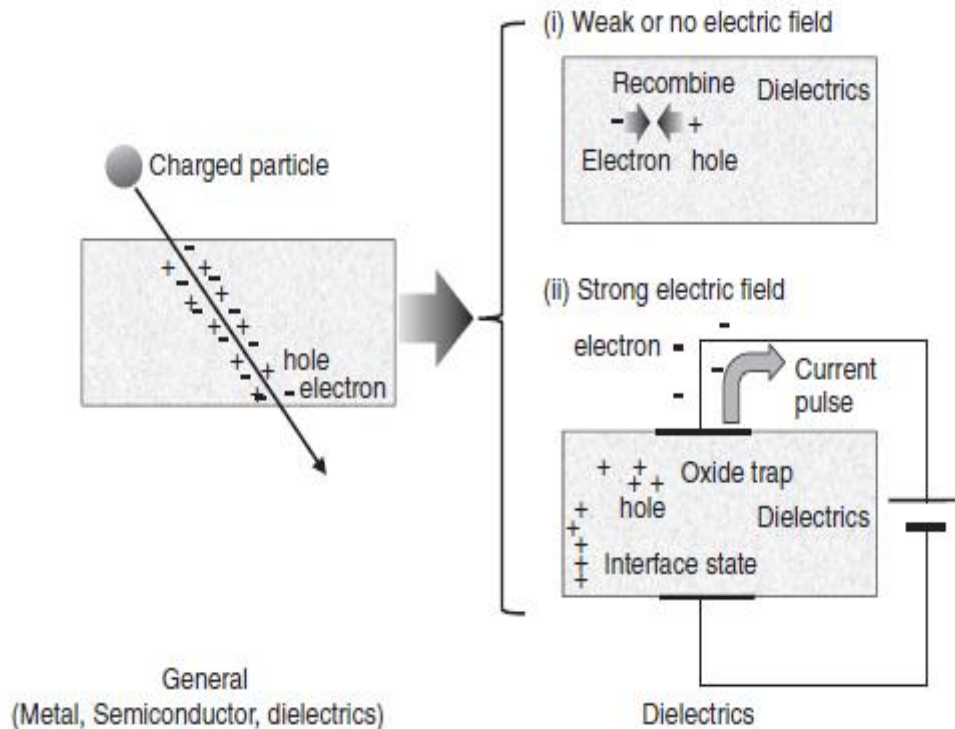 Charged particle
hole
electron
General
(Metal, Semiconductor, dielectrics)
(i) Weak or no electric field
Recombine
Dielectrics
Electron hole
(ii) Strong electric field
electron
Current
pulse
Oxide trap
hole
Dielectrics
Interface state
Dielectrics